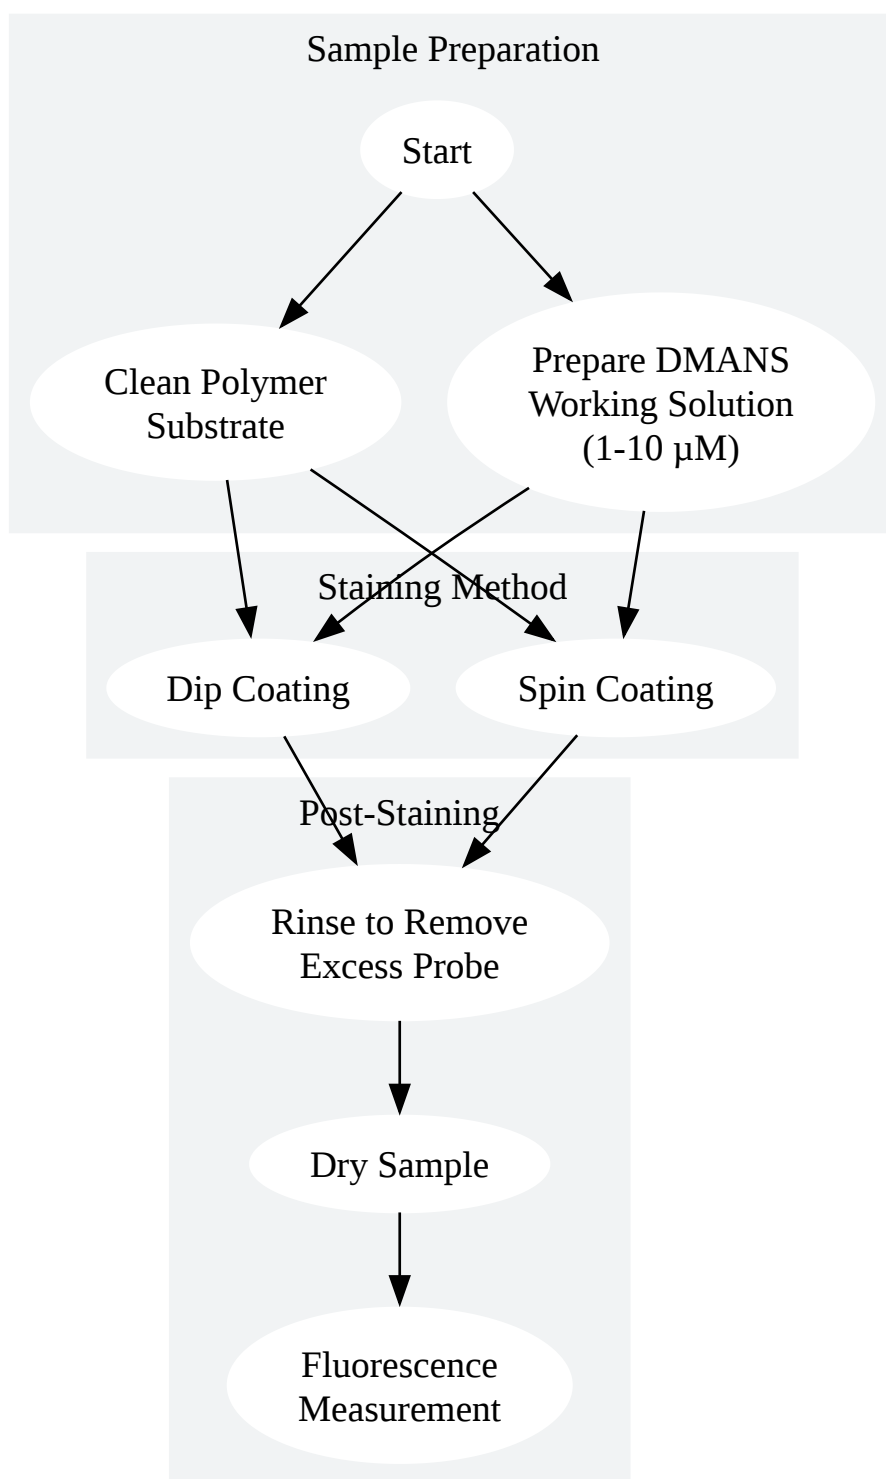 Sample Preparation
Start
Clean Polymer
Substrate
Prepare DMANS
Working Solution
(1-10 µM)
Staining Method
Dip Coating
Spin Coating
Post-Staining
Rinse to Remove
Excess Probe
Dry Sample
Fluorescence
Measurement